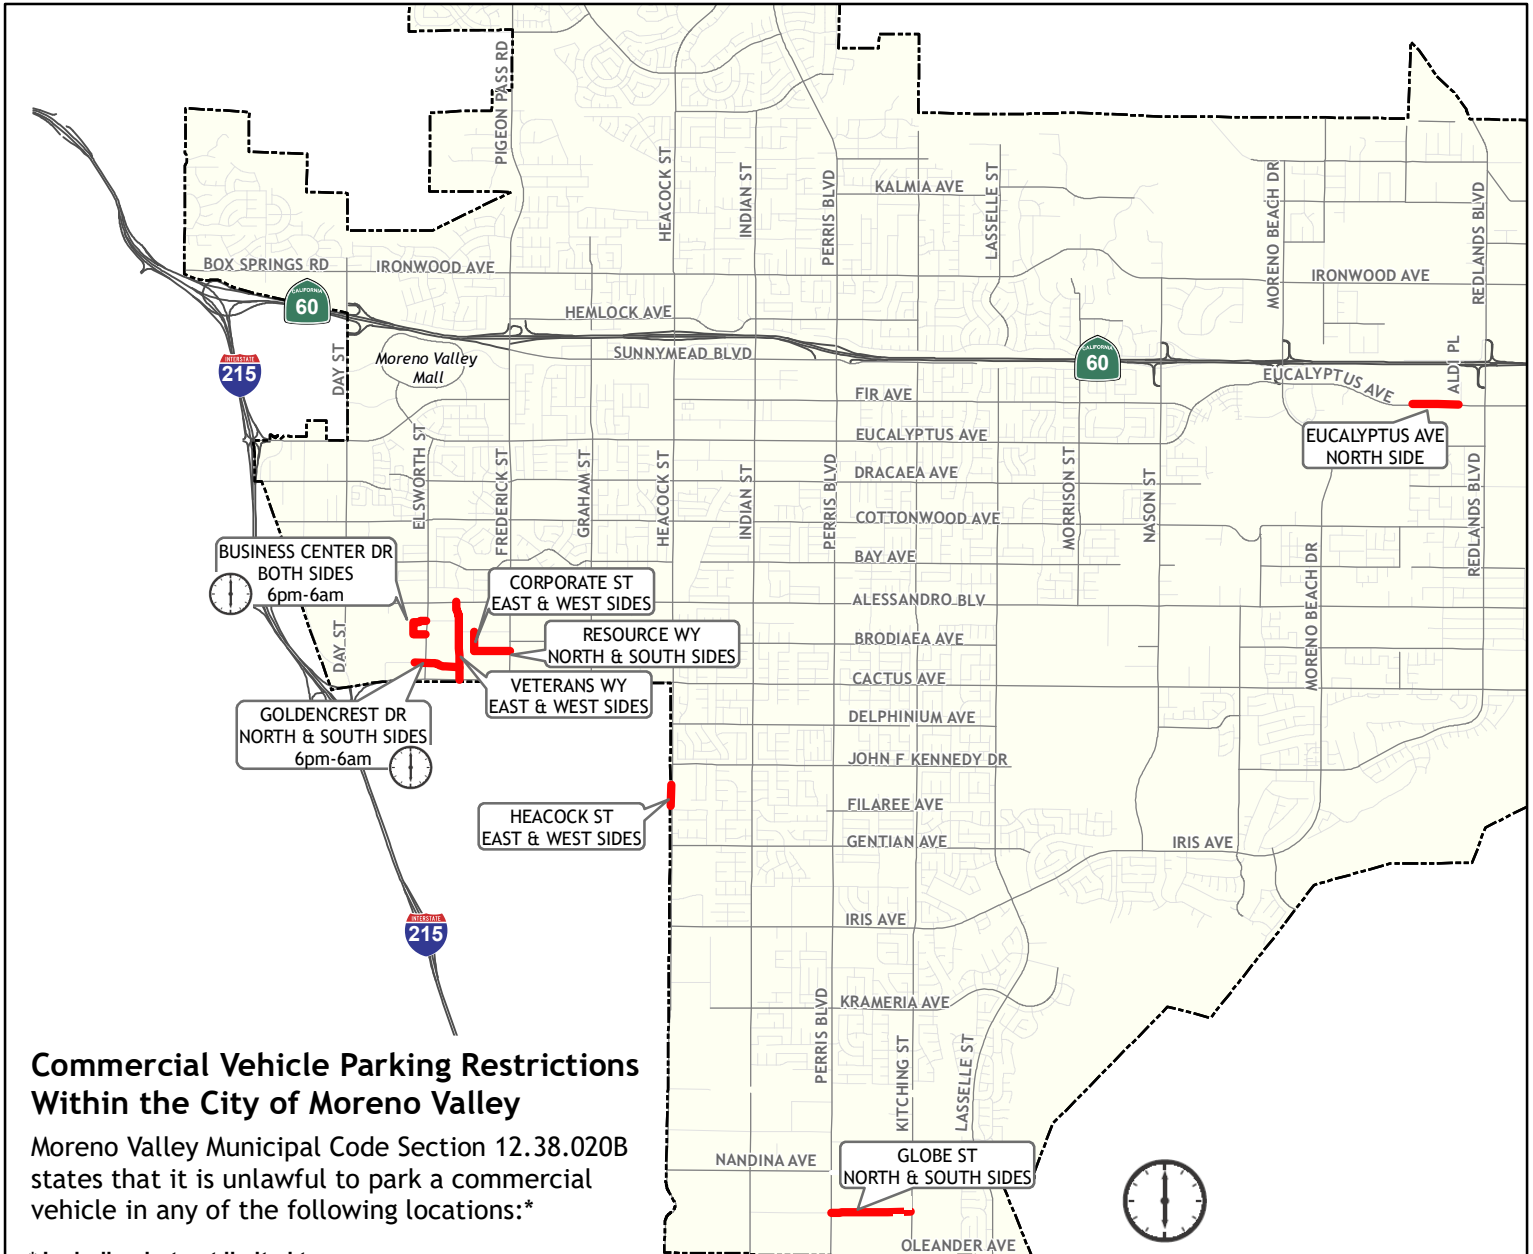 PIGEON PASS RD
HEACOCK ST
INDIAN ST
PERRIS BLVD
KALMIA AVE
LASSELLE ST
MORENO BEACH DR
REDLANDS BLVD
BOX SPRINGS RD
IRONWOOD AVE
IRONWOOD AVE
CALIFORNIA
60
HEMLOCK AVE
SUNNYMEAD BLVD
INTERSTATE
215
DAY ST
Moreno Valley
Mall
CALIFORNIA
60
EUCALYPTUS AVE
ALDI PL
FIR AVE
EUCALYPTUS AVE
NORTH SIDE
EUCALYPTUS AVE
DRACAEA AVE
ELSWORTH ST
FREDERICK ST
GRAHAM ST
HEACOCK ST
INDIAN ST
PERRIS BLVD
COTTONWOOD AVE
MORRISON ST
NASON ST
REDLANDS BLVD
BAY AVE
BUSINESS CENTER DR
BOTH SIDES
6pm-6am
CORPORATE ST
EAST & WEST SIDES
ALESSANDRO BLV
MORENO BEACH DR
DAY ST
RESOURCE WY
NORTH & SOUTH SIDES
BRODIAEA AVE
VETERANS WY
EAST & WEST SIDES
CACTUS AVE
GOLDENCREST DR
NORTH & SOUTH SIDES
6pm-6am
DELPHINIUM AVE
JOHN F KENNEDY DR
HEACOCK ST
EAST & WEST SIDES
FILAREE AVE
GENTIAN AVE
IRIS AVE
IRIS AVE
INTERSTATE
215
KRAMERIA AVE
PERRIS BLVD
KITCHING ST
LASSELLE ST
NANDINA AVE
GLOBE ST
NORTH & SOUTH SIDES
OLEANDER AVE
Commercial Vehicle Parking Restrictions
Within the City of Moreno Valley
Moreno Valley Municipal Code Section 12.38.020B
states that it is unlawful to park a commercial
vehicle in any of the following locations:*